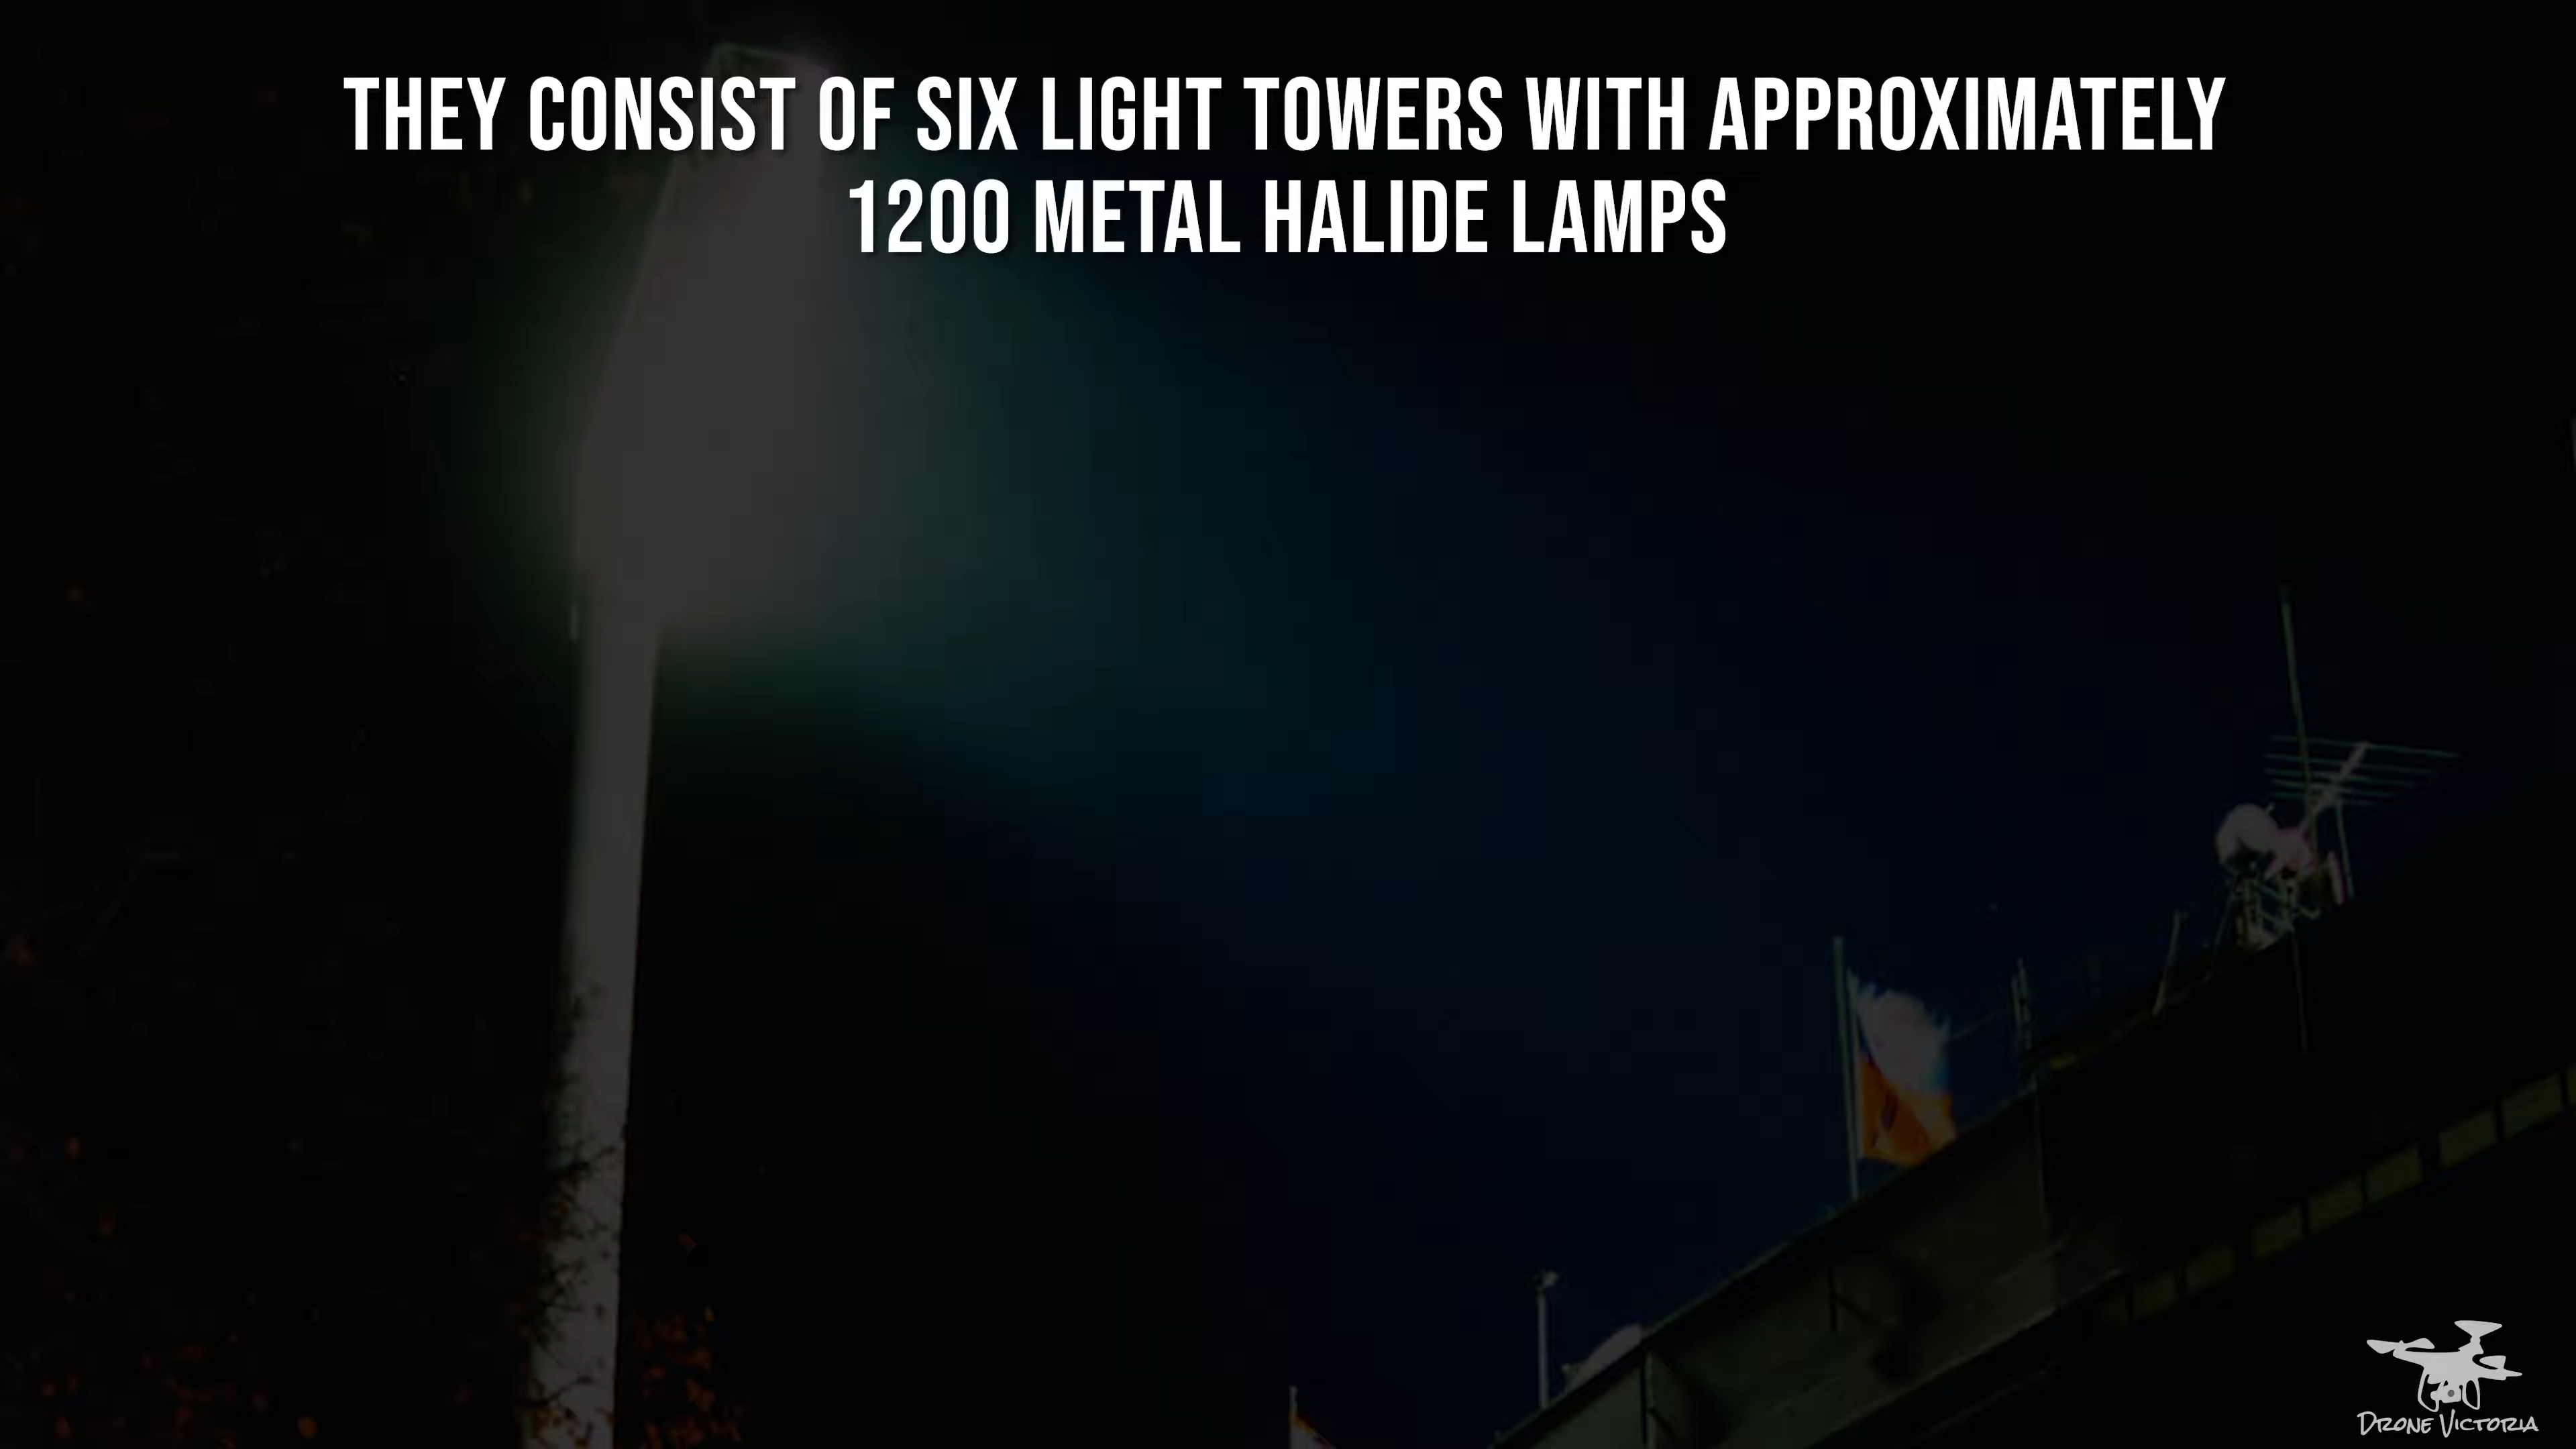 THEY CONSIST OF SIX LIGHT TOWERS WITH APPROXIMATELY
1200 METAL HALIDE LAMPS
DRONE VICTORIA